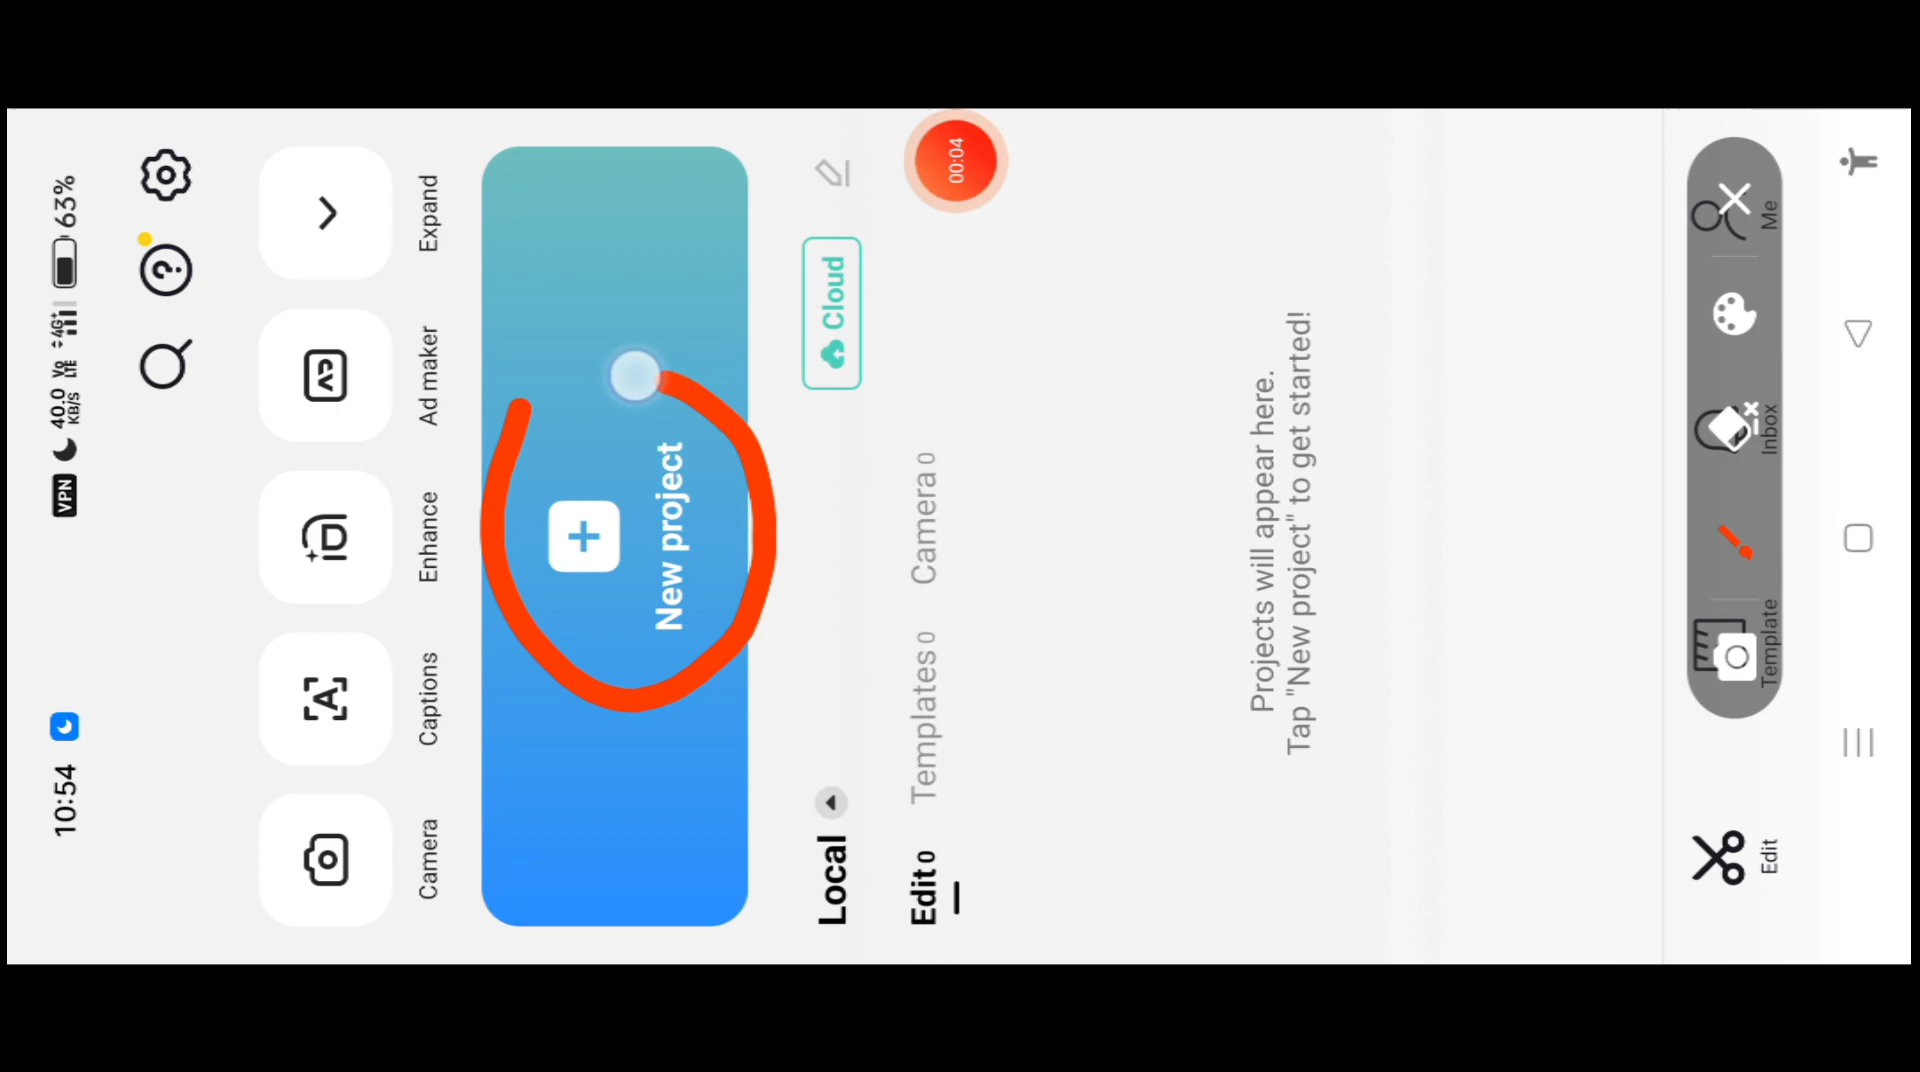 10:54
VPN
40.0 KB/s
Vo LTE
4G+
63%
Camera
Captions
Enhance
Ad maker
Expand
New project
Local
Cloud
Edit 0
Templates 0
Camera 0
00:04
Projects will appear here.
Tap "New project" to get started!
Edit
Template
Inbox
Me